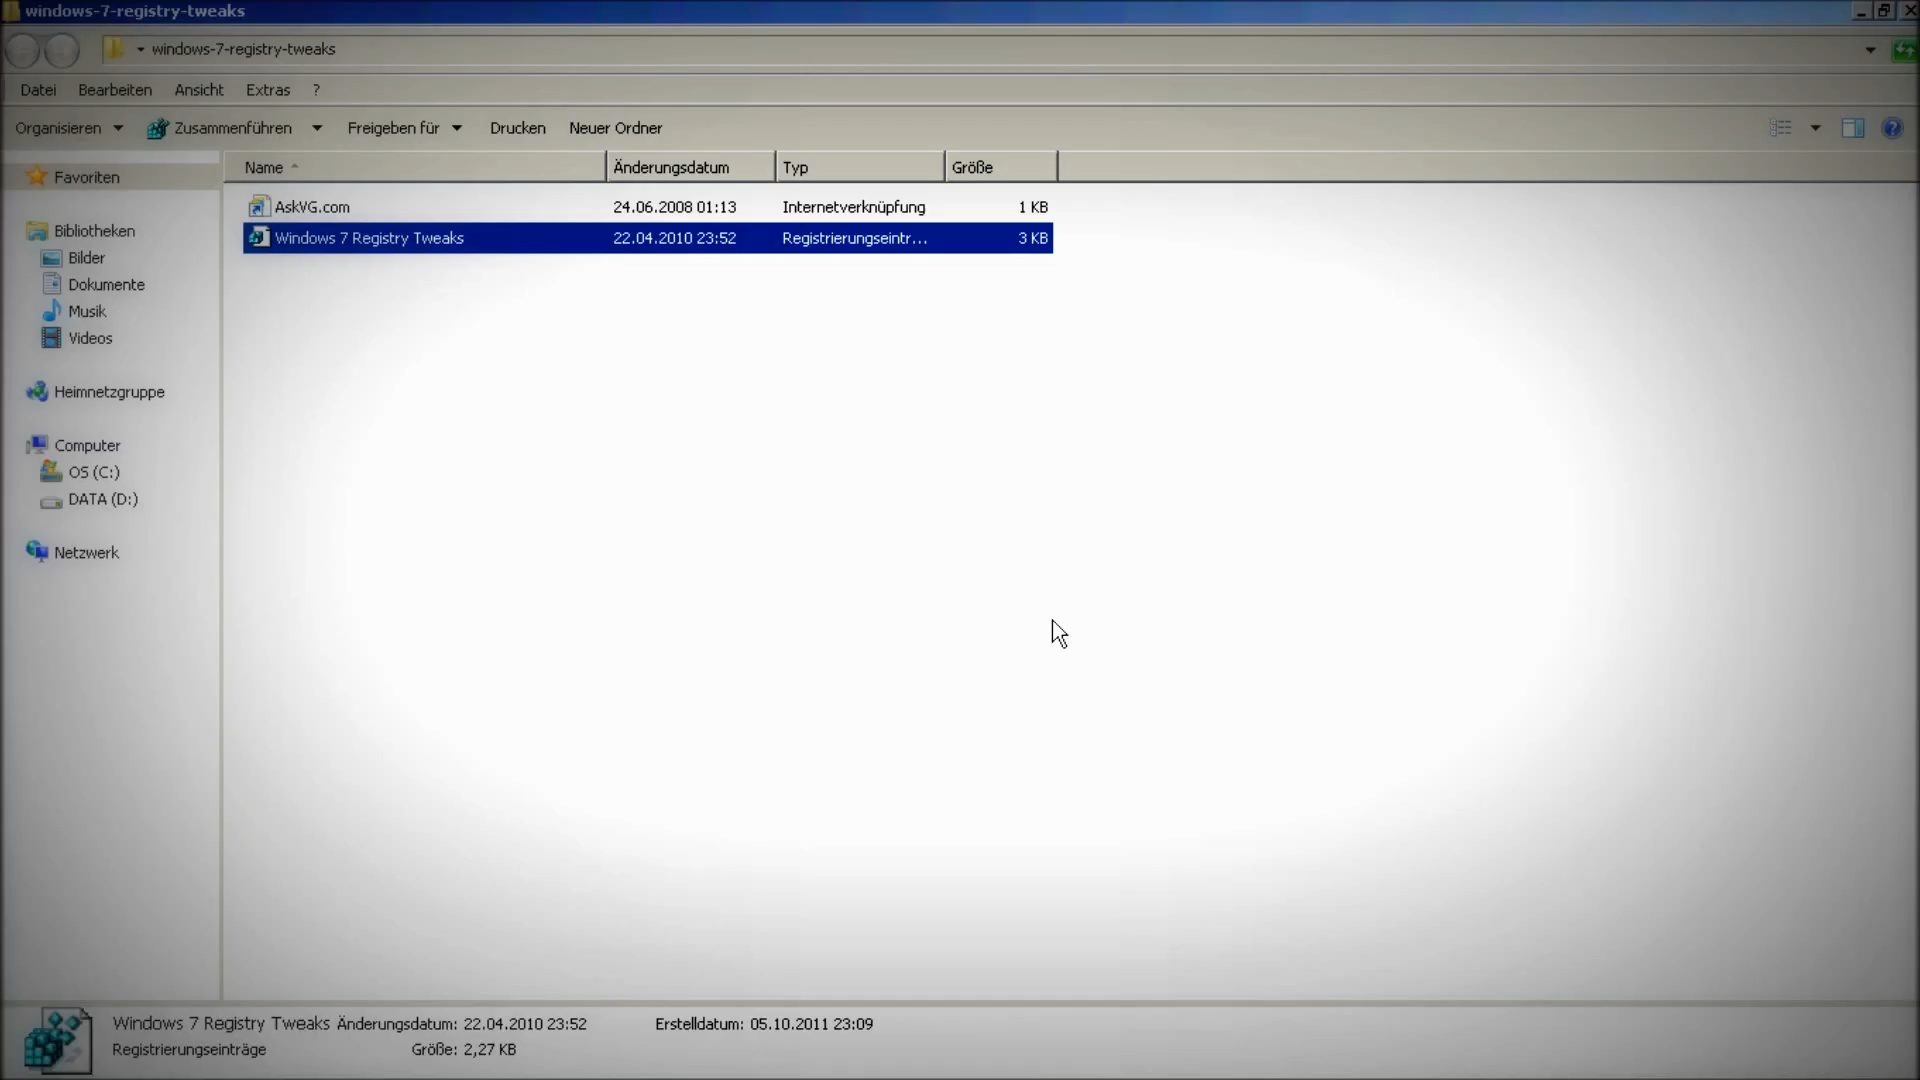 windows-7-registry-tweaks
windows-7-registry-tweaks
Datei Bearbeiten Ansicht Extras ?
Organisieren Zusammenführen Freigeben für Drucken Neuer Ordner
Name Änderungsdatum Typ Größe
Favoriten
Bibliotheken
Bilder
Dokumente
Musik
Videos
Heimnetzgruppe
Computer
OS (C:)
DATA (D:)
Netzwerk
AskVG.com 24.06.2008 01:13 Internetverknüpfung 1 KB
Windows 7 Registry Tweaks 22.04.2010 23:52 Registrierungseintr... 3 KB
Windows 7 Registry Tweaks Änderungsdatum: 22.04.2010 23:52 Erstelldatum: 05.10.2011 23:09
Registrierungseinträge Größe: 2,27 KB